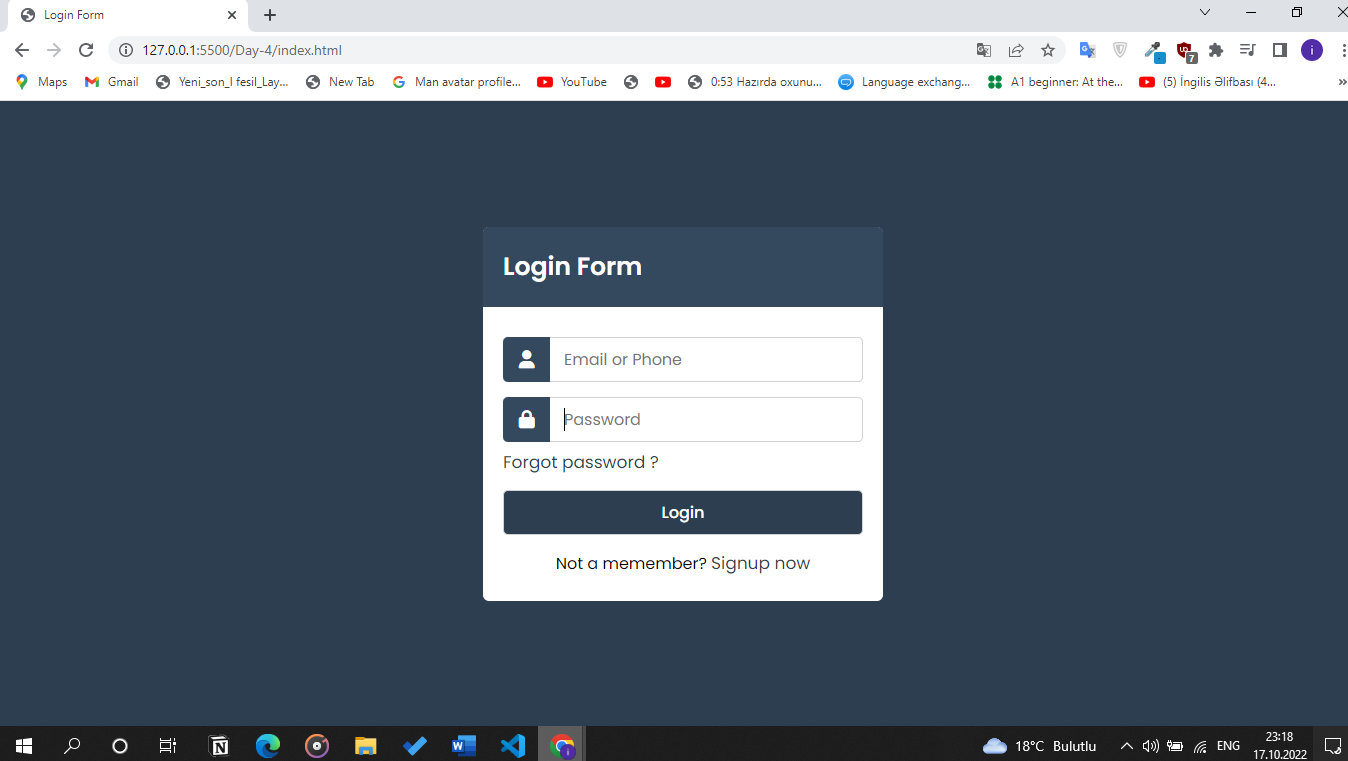 Login Form
127.0.0.1:5500/Day-4/index.html
7
i
Maps Gmail Yeni_son_I fesil_Lay... New Tab Man avatar profile... YouTube 0:53 Hazırda oxunu... Language exchang... A1 beginner: At the... (5) İngilis Əlifbası (4... »
Login Form
Email or Phone
Password
Forgot password ?
Login
Not a memember? Signup now
18°C Bulutlu ENG 23:18
17.10.2022